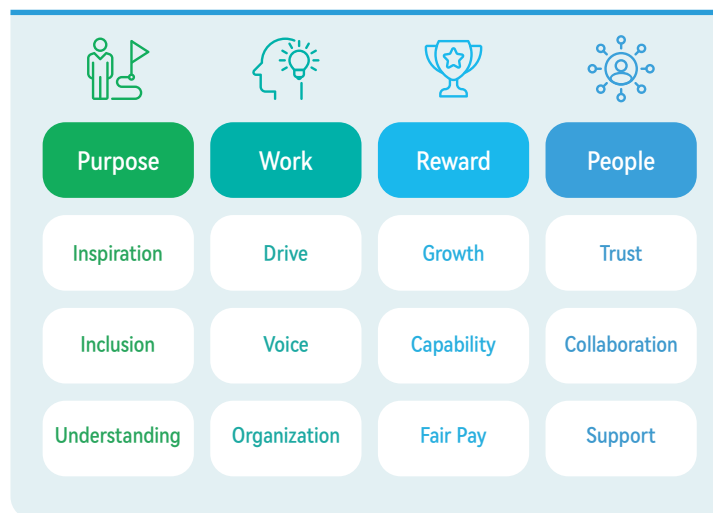 Purpose
Work
Reward
People
Inspiration
Drive
Growth
Trust
Inclusion
Voice
Capability
Collaboration
Understanding
Organization
Fair Pay
Support